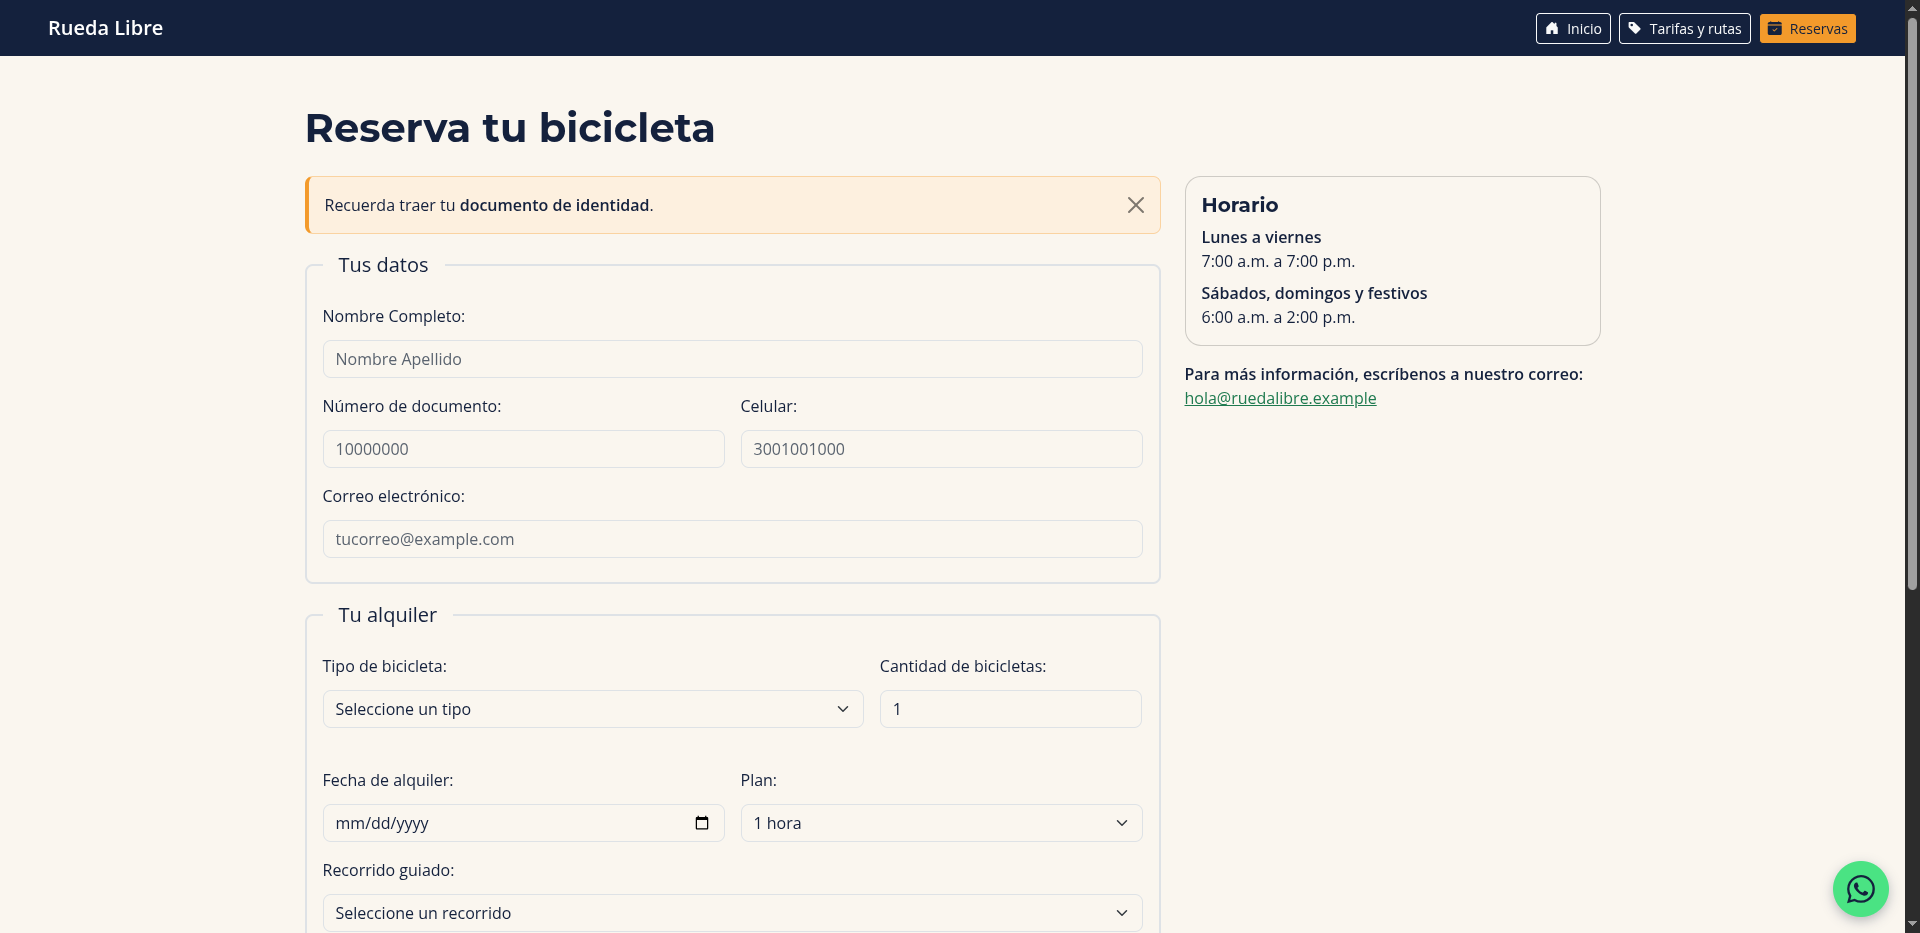 Rueda Libre
Inicio
Tarifas y rutas
Reservas
Reserva tu bicicleta
Recuerda traer tu documento de identidad.
Tus datos
Nombre Completo:
Nombre Apellido
Número de documento:
Celular:
10000000
3001001000
Correo electrónico:
tucorreo@example.com
Tu alquiler
Tipo de bicicleta:
Cantidad de bicicletas:
Seleccione un tipo
1
Fecha de alquiler:
Plan:
mm/dd/yyyy
1 hora
Recorrido guiado:
Seleccione un recorrido
Horario
Lunes a viernes
7:00 a.m. a 7:00 p.m.
Sábados, domingos y festivos
6:00 a.m. a 2:00 p.m.
Para más información, escríbenos a nuestro correo:
hola@ruedalibre.example